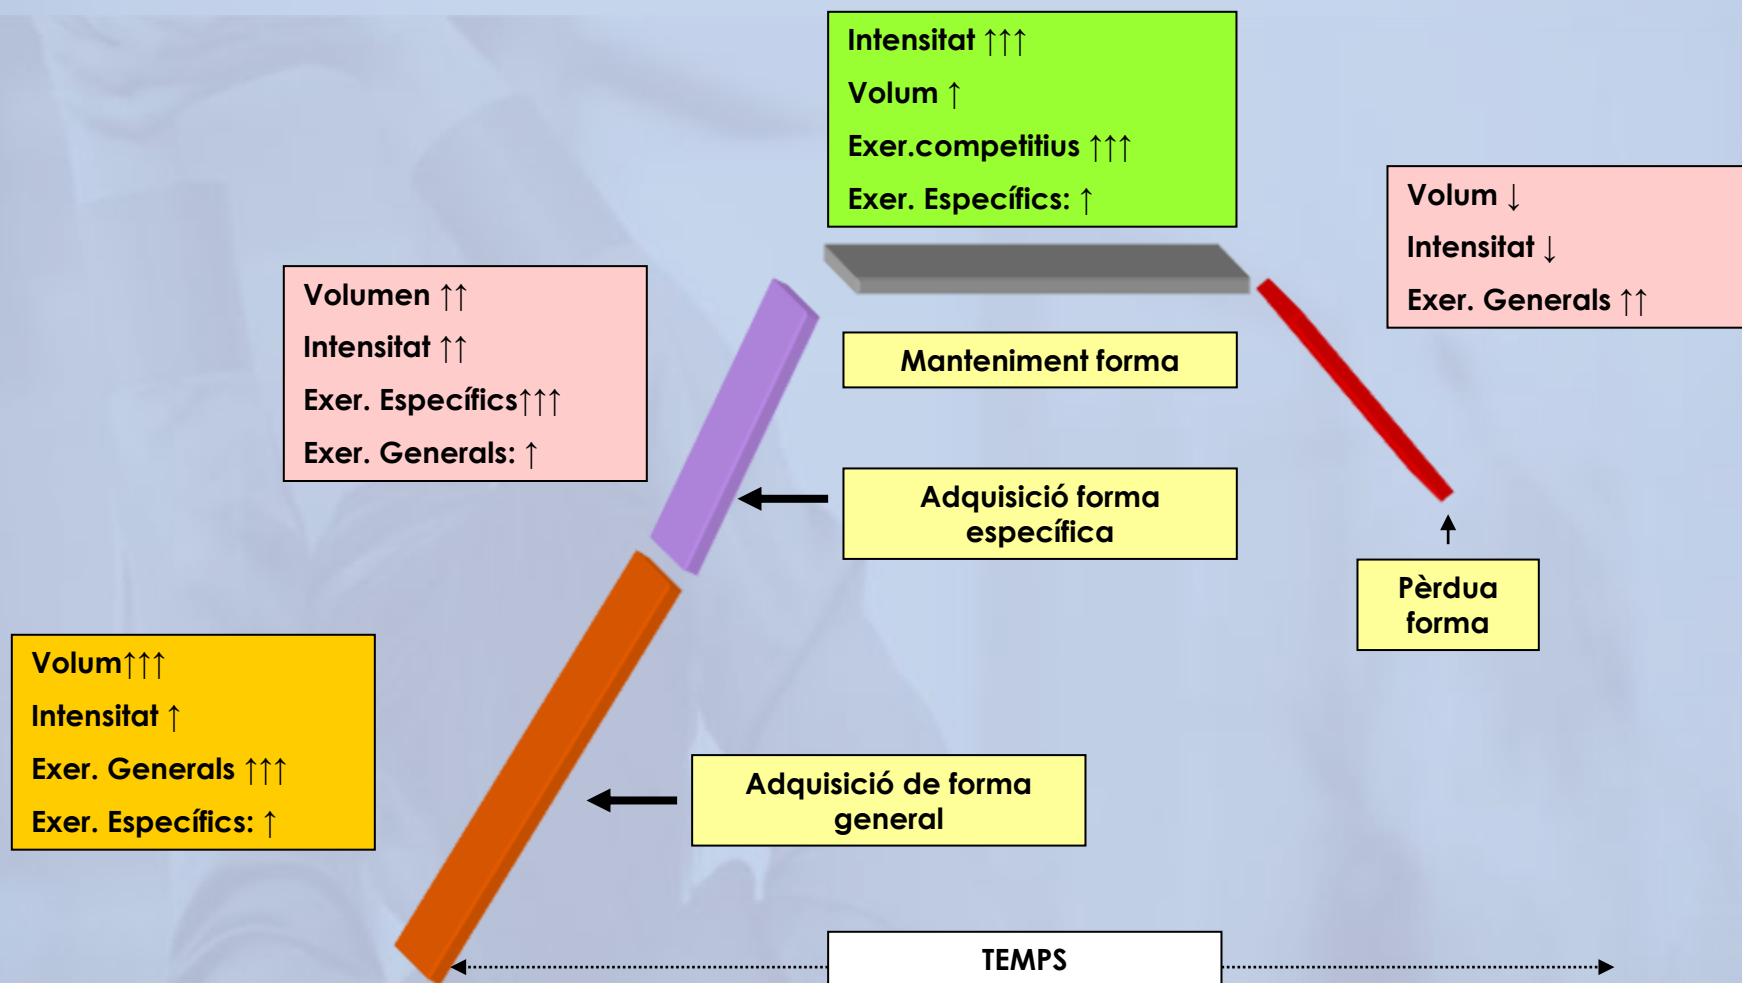 Intensitat ↑↑↑
Volum ↑
Exer.competitius ↑↑↑
Exer. Específics: ↑
Volum ↓
Intensitat ↓
Exer. Generals ↑↑
Volumen ↑↑
Intensitat ↑↑
Exer. Específics↑↑↑
Exer. Generals: ↑
Manteniment forma
Adquisició forma
específica
Pèrdua
forma
Volum↑↑↑
Intensitat ↑
Exer. Generals ↑↑↑
Exer. Específics: ↑
Adquisició de forma
general
TEMPS